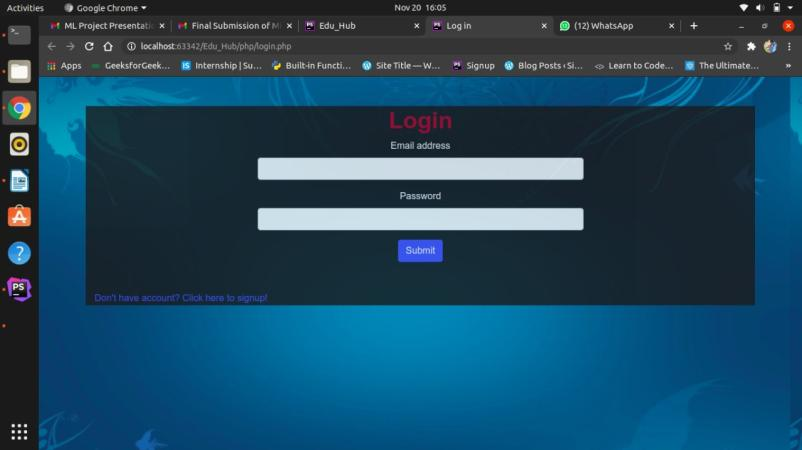 Activities Google Chrome Nov 20 16:05
ML Project Presentatio Final Submission of M Edu_Hub Log in (12) WhatsApp
localhost:63342/Edu_Hub/php/login.php
Apps GeeksforGeek... Internship | Su... Built-in Functi... Site Title — W... Signup Blog Posts ‹ Si... Learn to Code... The Ultimate... »
Login
Email address
Password
Submit
Don't have account? Click here to signup!